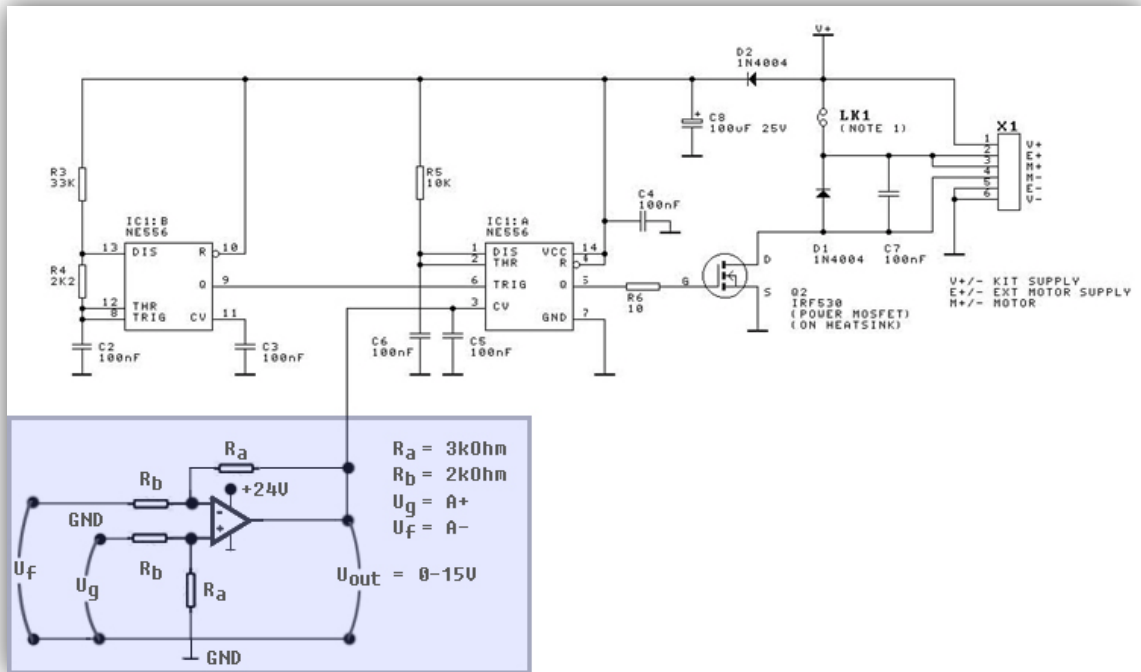 V+
D2
1N4004
C8
100uF 25V
LK1
(NOTE 1)
X1
1 V+
2 E+
3 M+
4 M-
5 E-
6 V-
R3
33K
R5
10K
C4
100nF
IC1:B
NE556
IC1:A
NE556
13 DIS R 10
R4
2K2
Q 9
12 THR
8 TRIG CV 11
1 DIS VCC 14
2 THR R 4
6 TRIG Q 5
3 CV
GND 7
R6
10
G
D
S
Q2
IRF530
(POWER MOSFET)
(ON HEATSINK)
D1
1N4004
C7
100nF
V+/- KIT SUPPLY
E+/- EXT MOTOR SUPPLY
M+/- MOTOR
C2
100nF
C3
100nF
C6
100nF
C5
100nF
Ra
Rb
+24V
GND
-
+
Rb
Ra
Uf
Ug
GND
Ra = 3kOhm
Rb = 2kOhm
Ug = A+
Uf = A-
Uout = 0-15V